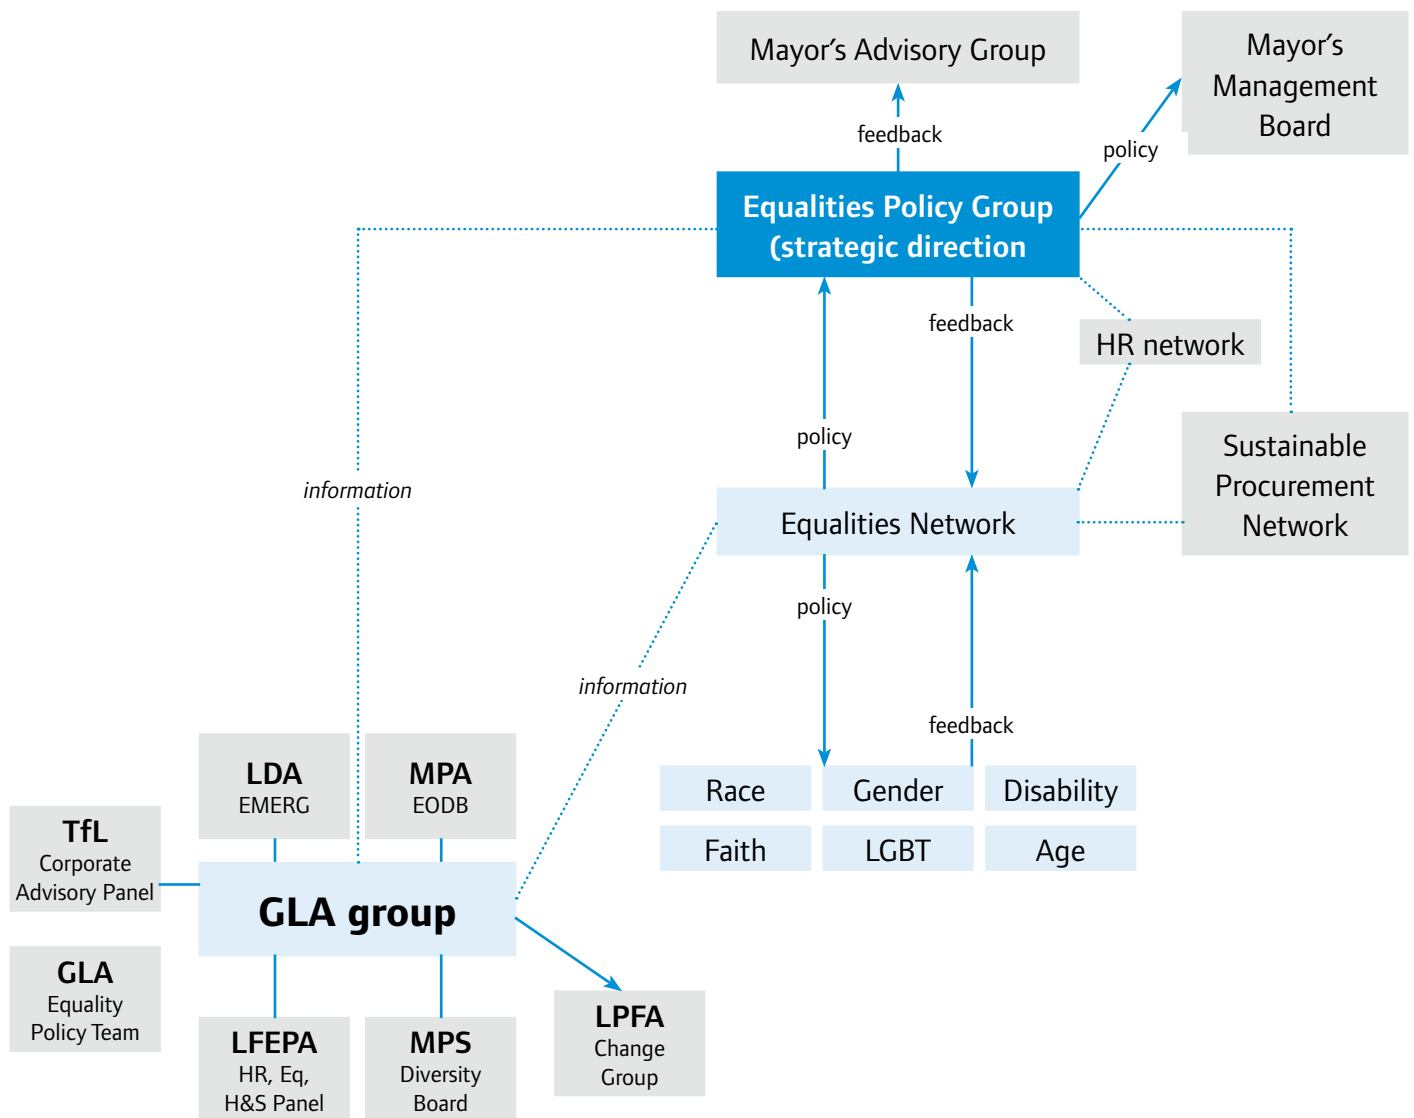 Mayor′s Advisory Group
Mayor′s
Management
Board
feedback
policy
Equalities Policy Group
(strategic direction
feedback
HR network
policy
Sustainable
Procurement
Network
information
Equalities Network
policy
information
feedback
Race
Gender
Disability
Faith
LGBT
Age
LDA
EMERG
MPA
EODB
TfL
Corporate
Advisory Panel
GLA group
GLA
Equality
Policy Team
LFEPA
HR, Eq,
H&S Panel
MPS
Diversity
Board
LPFA
Change
Group